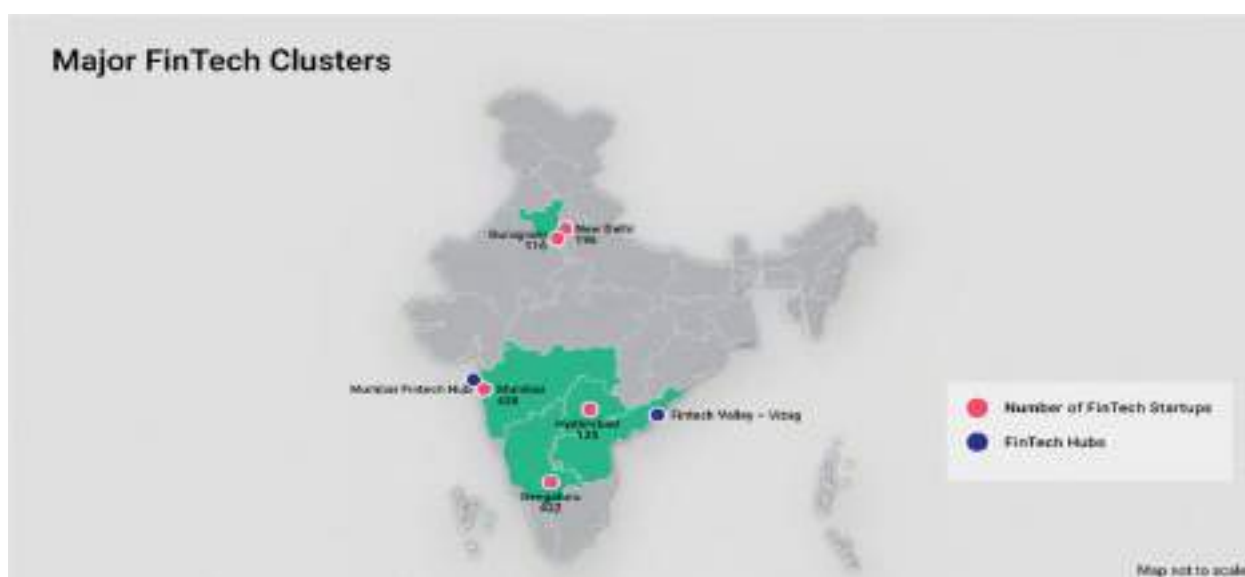 Major FinTech Clusters
New Delhi
Gurugram
Mumbai Fintech Hub
Mumbai
Hyderabad
Fintech Valley - Vizag
Bengaluru
Number of FinTech Startups
FinTech Hubs
Map not to scale